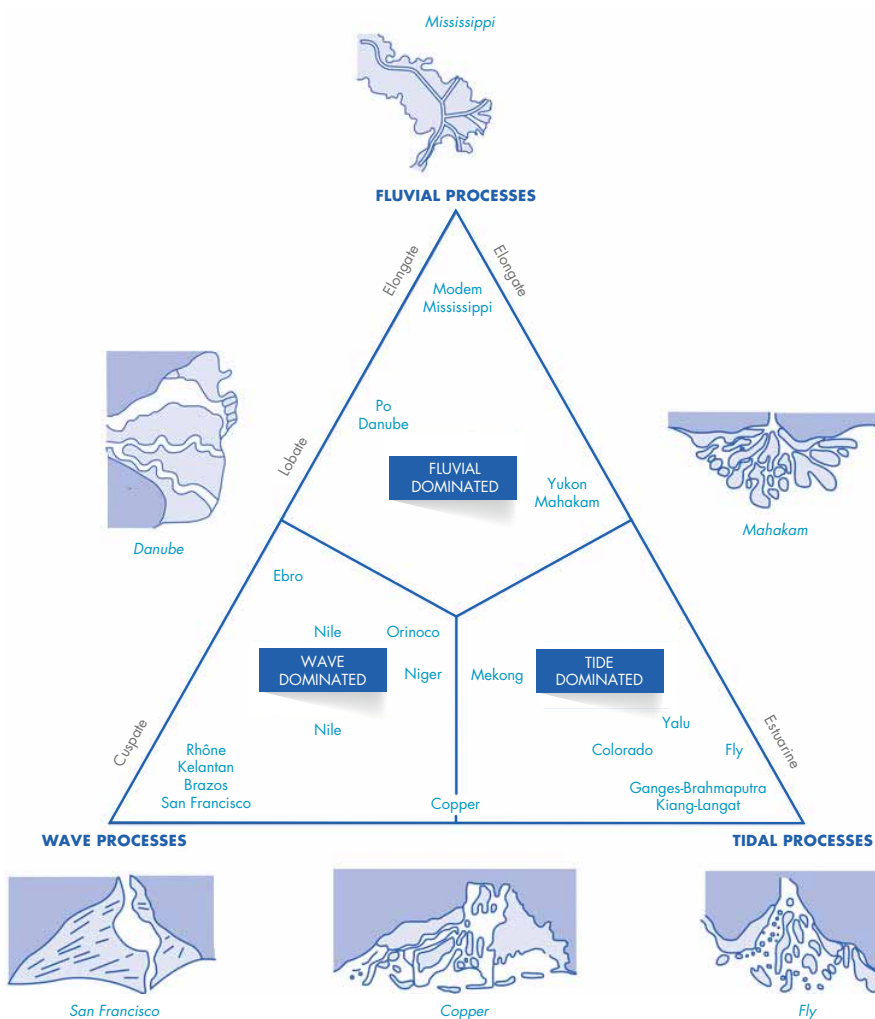 Mississippi
FLUVIAL PROCESSES
Elongate
Elongate
Modem
Mississippi
Po
Danube
Lobate
FLUVIAL
DOMINATED
Yukon
Mahakam
Danube
Mahakam
Ebro
Nile
Orinoco
WAVE
DOMINATED
Niger
Mekong
TIDE
DOMINATED
Nile
Yalu
Cuspate
Rhône
Kelantan
Brazos
San Francisco
Colorado
Fly
Estuarine
Ganges-Brahmaputra
Kiang-Langat
Copper
WAVE PROCESSES
TIDAL PROCESSES
San Francisco
Copper
Fly